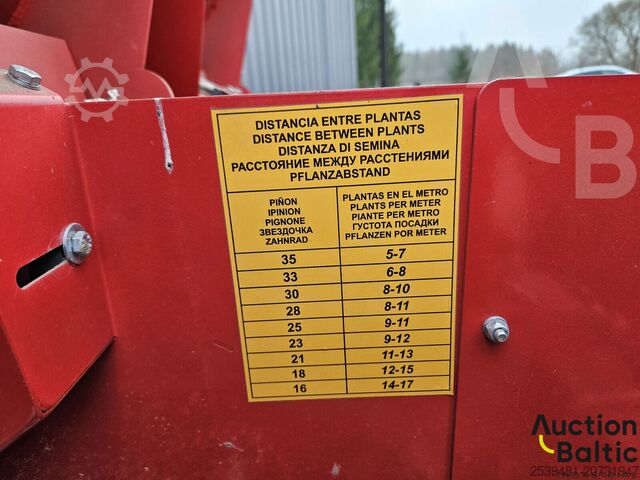 DISTANCIA ENTRE PLANTAS
DISTANCE BETWEEN PLANTS
DISTANZA DI SEMINA
РАССТОЯНИЕ МЕЖДУ РАССТЕНИЯМИ
PFLANZABSTAND
PIÑON
IPINION
PIGNONE
ЗВЕЗДОЧКА
ZAHNRAD
PLANTAS EN EL METRO
PLANTS PER METER
PIANTE PER METRO
ГУСТОТА ПОСАДКИ
PFLANZEN POR METER
35 5-7
33 6-8
30 8-10
28 8-11
25 9-11
23 9-12
21 11-13
18 12-15
16 14-17
AB
Auction
Baltic
2539481-20731947